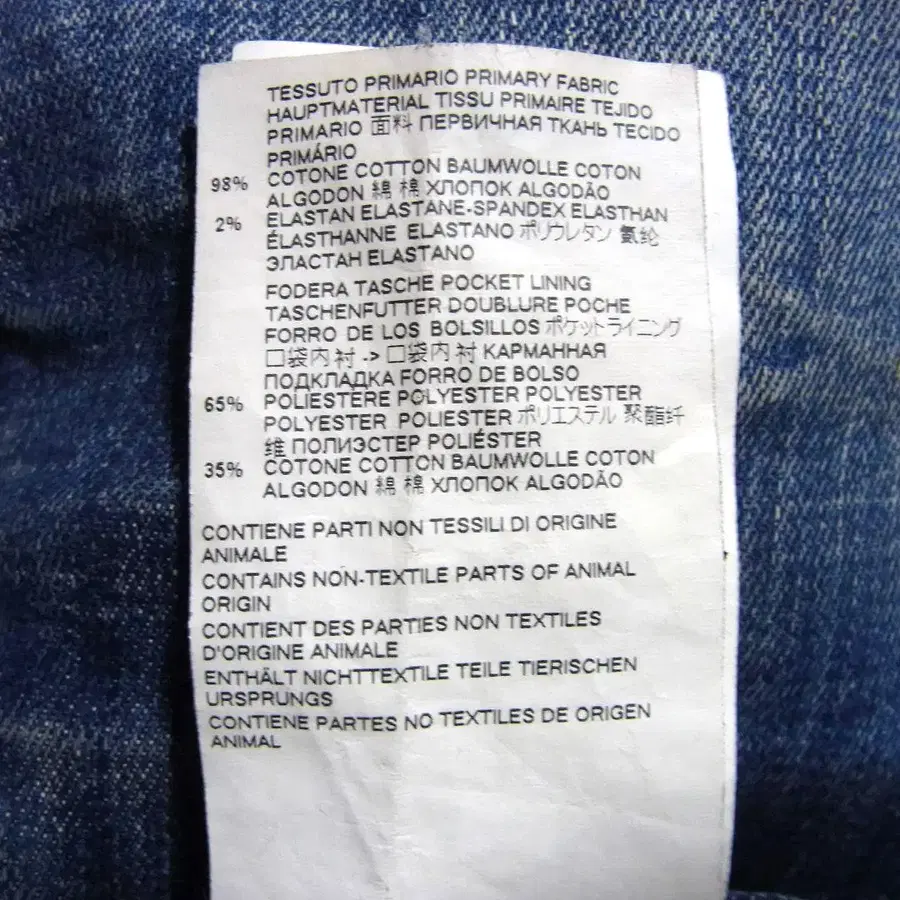 TESSUTO PRIMARIO PRIMARY FABRIC
HAUPTMATERIAL TISSU PRIMAIRE TEJIDO
PRIMARIO 面料 ПЕРВИЧНАЯ ТКАНЬ TECIDO
PRIMÁRIO
98% COTONE COTTON BAUMWOLLE COTON
ALGODON 綿 棉 ХЛОПОК ALGODÃO
2% ELASTAN ELASTANE-SPANDEX ELASTHAN
ÉLASTHANNE ELASTANO ポリウレタン 氨纶
ЭЛАСТАН ELASTANO
FODERA TASCHE POCKET LINING
TASCHENFUTTER DOUBLURE POCHE
FORRO DE LOS BOLSILLOS ポケットライニング
口袋内衬 -> 口袋内衬 КАРМАННАЯ
ПОДКЛАДКА FORRO DE BOLSO
65% POLIESTERE POLYESTER POLYESTER
POLYESTER POLIESTER ポリエステル 聚酯纤
维 ПОЛИЭСТЕР POLIÉSTER
35% COTONE COTTON BAUMWOLLE COTON
ALGODON 綿 棉 ХЛОПОК ALGODÃO
CONTIENE PARTI NON TESSILI DI ORIGINE
ANIMALE
CONTAINS NON-TEXTILE PARTS OF ANIMAL
ORIGIN
CONTIENT DES PARTIES NON TEXTILES
D'ORIGINE ANIMALE
ENTHÄLT NICHTTEXTILE TEILE TIERISCHEN
URSPRUNGS
CONTIENE PARTES NO TEXTILES DE ORIGEN
ANIMAL